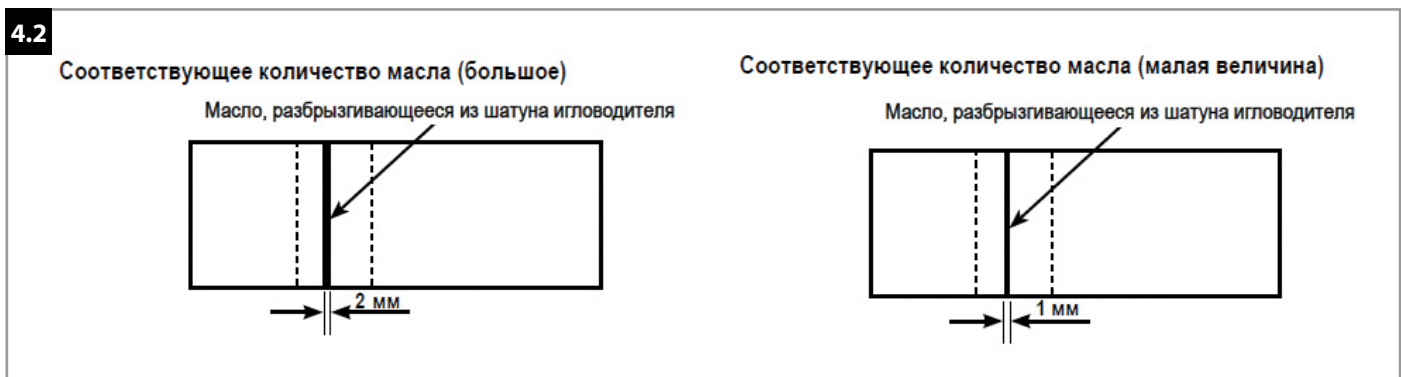 4.2
Соответствующее количество масла (большое)
Масло, разбрызгивающееся из шатуна игловодителя
2 мм
Соответствующее количество масла (малая величина)
Масло, разбрызгивающееся из шатуна игловодителя
1 мм